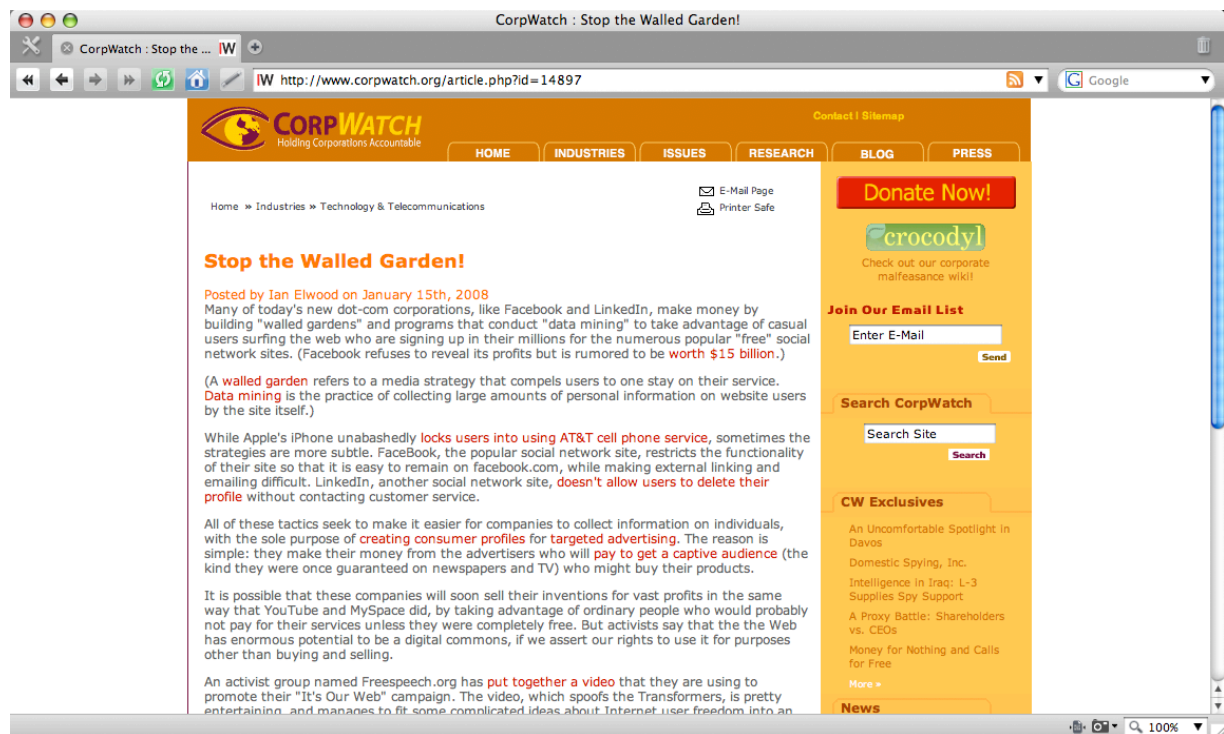 CorpWatch : Stop the Walled Garden!
CorpWatch : Stop the ... IW
IW http://www.corpwatch.org/article.php?id=14897
G Google
CORPWATCH
Holding Corporations Accountable
Contact | Sitemap
HOME INDUSTRIES ISSUES RESEARCH BLOG PRESS
E-Mail Page
Printer Safe
Home » Industries » Technology & Telecommunications
Stop the Walled Garden!
Posted by Ian Elwood on January 15th, 2008
Many of today's new dot-com corporations, like Facebook and LinkedIn, make money by
building "walled gardens" and programs that conduct "data mining" to take advantage of casual
users surfing the web who are signing up in their millions for the numerous popular "free" social
network sites. (Facebook refuses to reveal its profits but is rumored to be worth $15 billion.)
(A walled garden refers to a media strategy that compels users to one stay on their service.
Data mining is the practice of collecting large amounts of personal information on website users
by the site itself.)
While Apple's iPhone unabashedly locks users into using AT&T cell phone service, sometimes the
strategies are more subtle. FaceBook, the popular social network site, restricts the functionality
of their site so that it is easy to remain on facebook.com, while making external linking and
emailing difficult. LinkedIn, another social network site, doesn't allow users to delete their
profile without contacting customer service.
All of these tactics seek to make it easier for companies to collect information on individuals,
with the sole purpose of creating consumer profiles for targeted advertising. The reason is
simple: they make their money from the advertisers who will pay to get a captive audience (the
kind they were once guaranteed on newspapers and TV) who might buy their products.
It is possible that these companies will soon sell their inventions for vast profits in the same
way that YouTube and MySpace did, by taking advantage of ordinary people who would probably
not pay for their services unless they were completely free. But activists say that the the Web
has enormous potential to be a digital commons, if we assert our rights to use it for purposes
other than buying and selling.
An activist group named Freespeech.org has put together a video that they are using to
promote their "It's Our Web" campaign. The video, which spoofs the Transformers, is pretty
entertaining, and manages to fit some complicated ideas about Internet user freedom into an
Donate Now!
crocodyl
Check out our corporate
malfeasance wiki!
Join Our Email List
Enter E-Mail
Send
Search CorpWatch
Search Site
Search
CW Exclusives
An Uncomfortable Spotlight in
Davos
Domestic Spying, Inc.
Intelligence in Iraq: L-3
Supplies Spy Support
A Proxy Battle: Shareholders
vs. CEOs
Money for Nothing and Calls
for Free
More »
News
100%